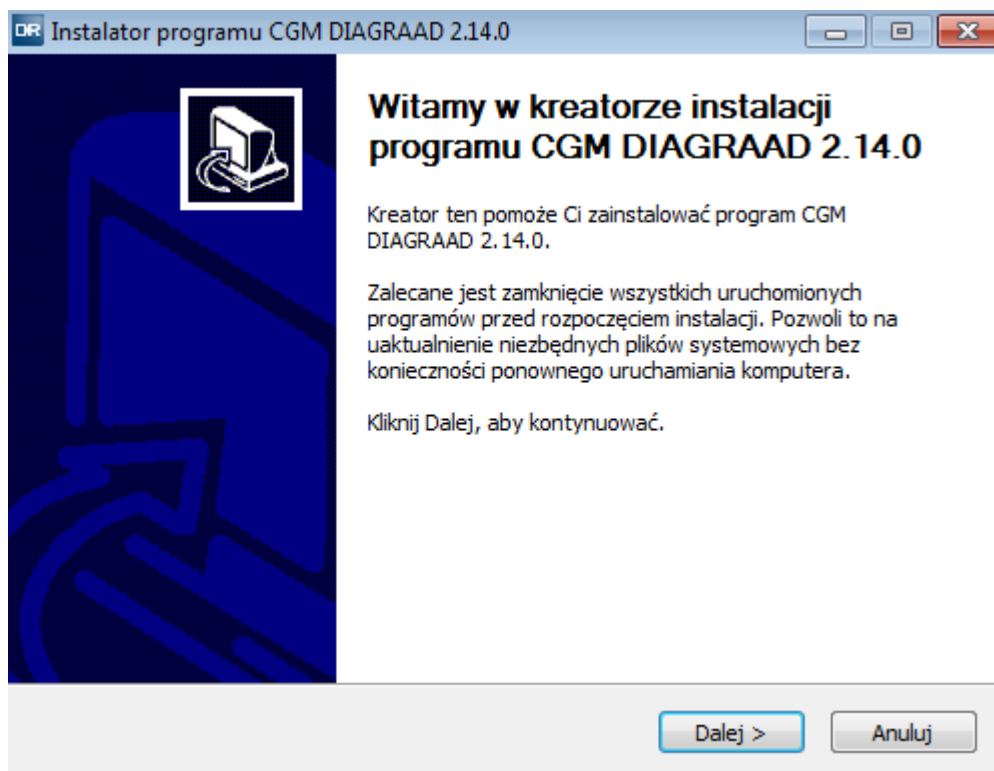 DR Instalator programu CGM DIAGRAAD 2.14.0
Witamy w kreatorze instalacji
programu CGM DIAGRAAD 2.14.0
Kreator ten pomoże Ci zainstalować program CGM
DIAGRAAD 2.14.0.
Zalecane jest zamknięcie wszystkich uruchomionych
programów przed rozpoczęciem instalacji. Pozwoli to na
uaktualnienie niezbędnych plików systemowych bez
konieczności ponownego uruchamiania komputera.
Kliknij Dalej, aby kontynuować.
Dalej > Anuluj